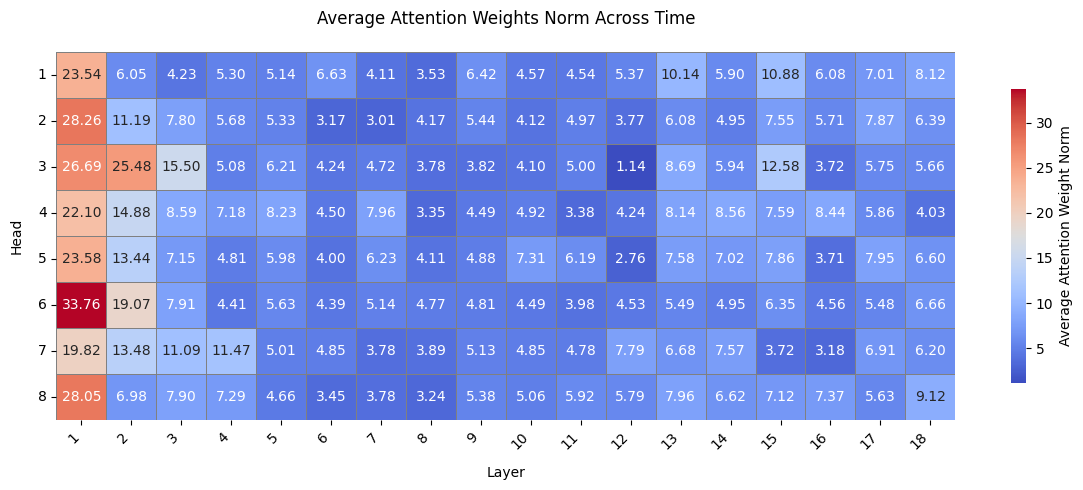 Average Attention Weights Norm Across Time
1 23.54 6.05 4.23 5.30 5.14 6.63 4.11 3.53 6.42 4.57 4.54 5.37 10.14 5.90 10.88 6.08 7.01 8.12
2 28.26 11.19 7.80 5.68 5.33 3.17 3.01 4.17 5.44 4.12 4.97 3.77 6.08 4.95 7.55 5.71 7.87 6.39
3 26.69 25.48 15.50 5.08 6.21 4.24 4.72 3.78 3.82 4.10 5.00 1.14 8.69 5.94 12.58 3.72 5.75 5.66
4 22.10 14.88 8.59 7.18 8.23 4.50 7.96 3.35 4.49 4.92 3.38 4.24 8.14 8.56 7.59 8.44 5.86 4.03
5 23.58 13.44 7.15 4.81 5.98 4.00 6.23 4.11 4.88 7.31 6.19 2.76 7.58 7.02 7.86 3.71 7.95 6.60
6 33.76 19.07 7.91 4.41 5.63 4.39 5.14 4.77 4.81 4.49 3.98 4.53 5.49 4.95 6.35 4.56 5.48 6.66
7 19.82 13.48 11.09 11.47 5.01 4.85 3.78 3.89 5.13 4.85 4.78 7.79 6.68 7.57 3.72 3.18 6.91 6.20
8 28.05 6.98 7.90 7.29 4.66 3.45 3.78 3.24 5.38 5.06 5.92 5.79 7.96 6.62 7.12 7.37 5.63 9.12
Head
1 2 3 4 5 6 7 8 9 10 11 12 13 14 15 16 17 18
Layer
30
25
20
15
10
5
Average Attention Weight Norm